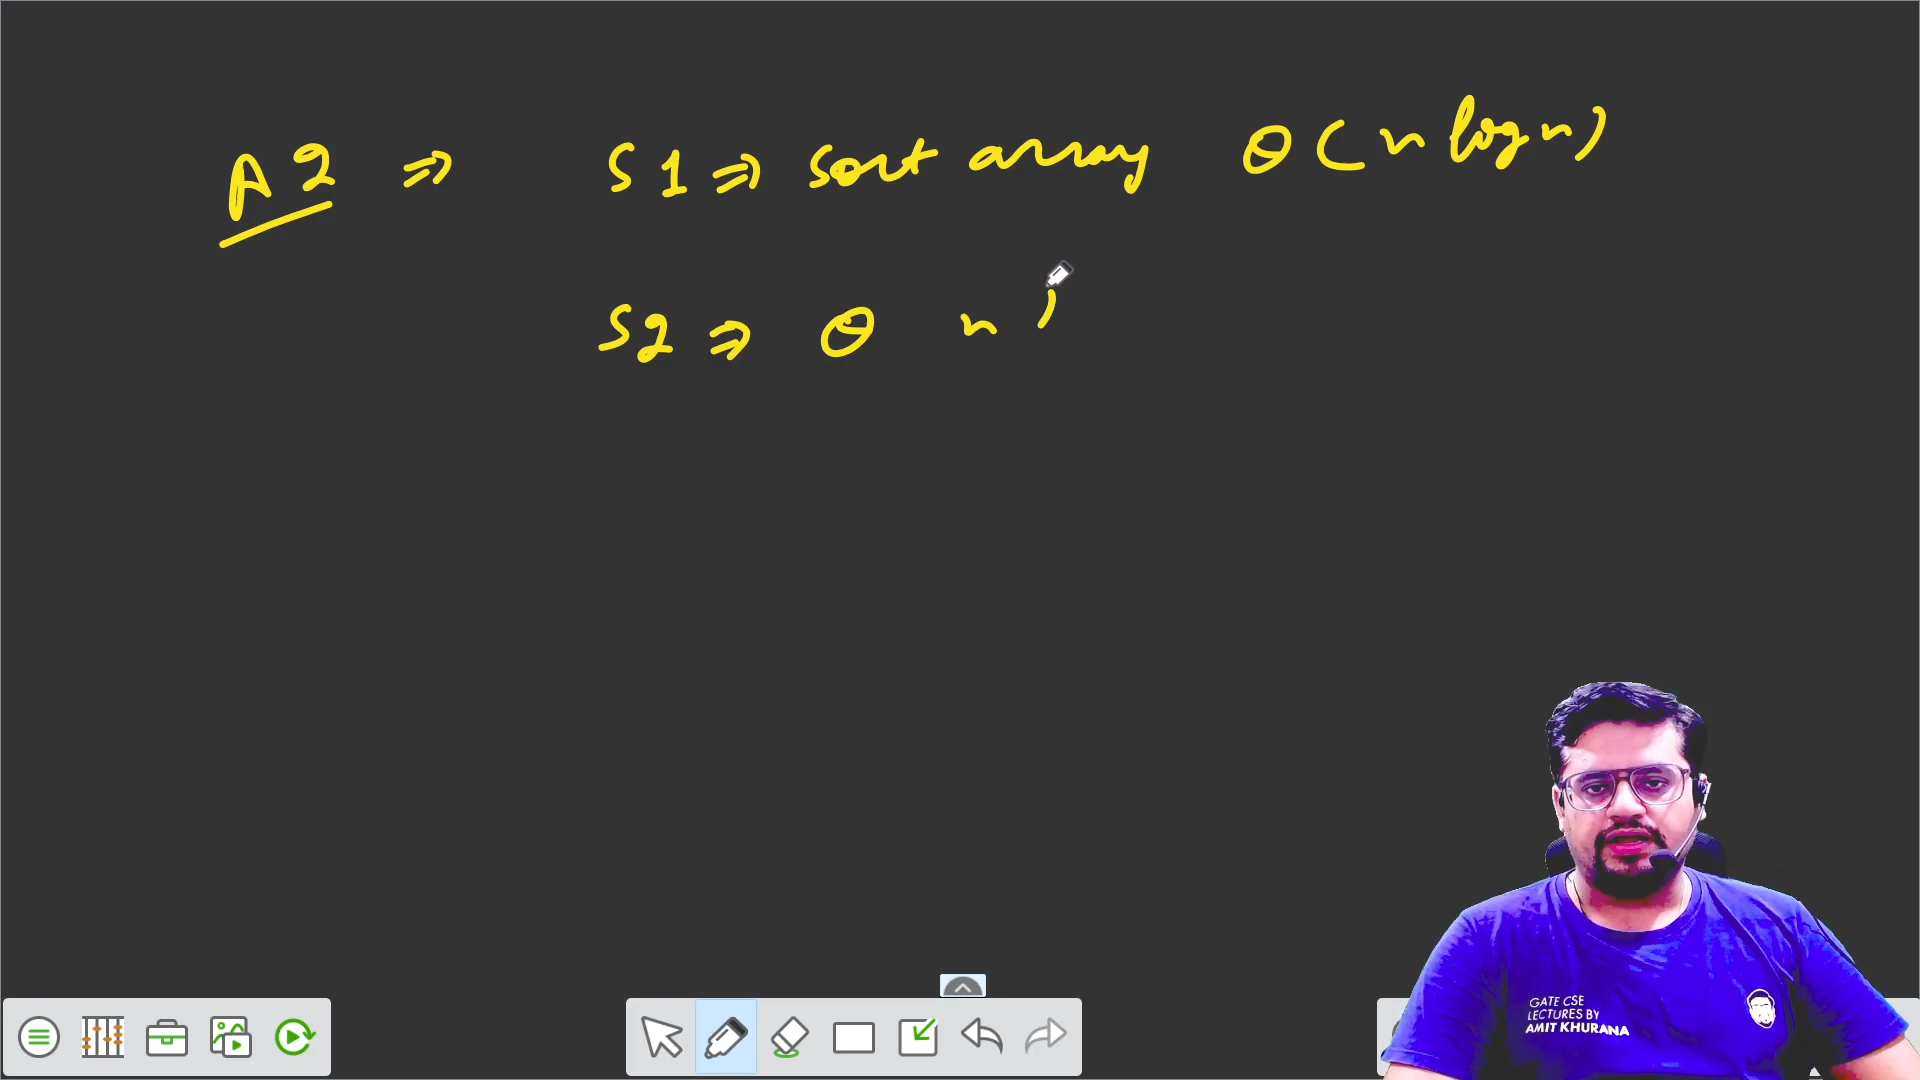 A2 ⇒ S1 ⇒ sort array θ(n log n)
S2 ⇒ θ n )
GATE CSE
LECTURES BY
AMIT KHURANA